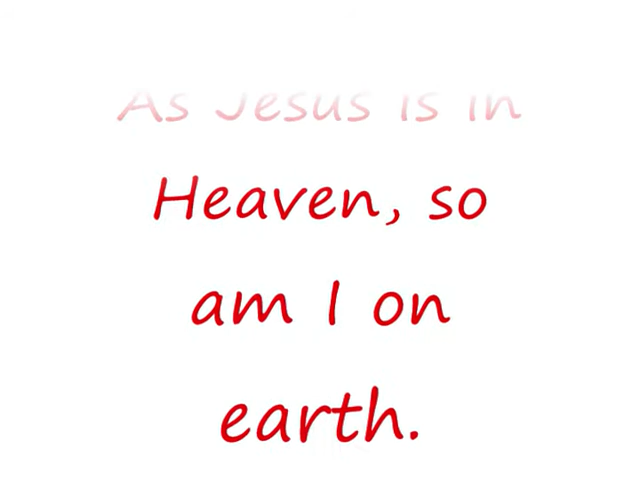 As Jesus is in
Heaven, so
am I on
earth.